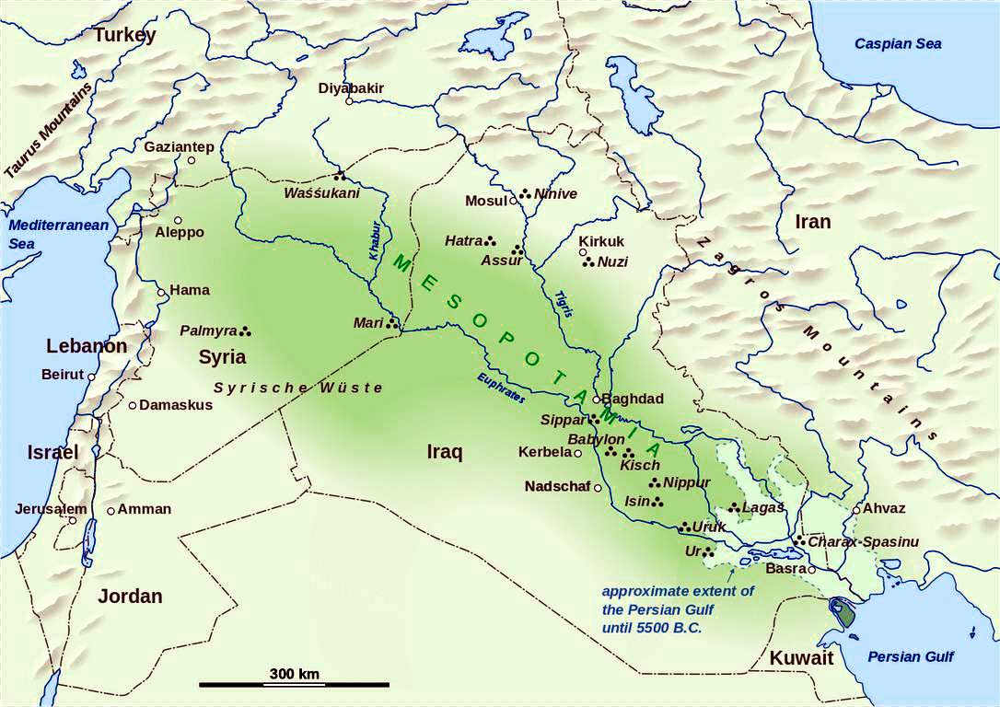 Turkey
Caspian Sea
Diyabakir
Taurus Mountains
Gaziantep
Waśśukani
Mosul
Ninive
Mediterranean
Sea
Aleppo
Khabur
Hatra
Assur
Kirkuk
Nuzi
Iran
Zagros Mountains
MESOPOTAMIA
Hama
Tigris
Palmyra
Mari
Lebanon
Syria
Beirut
Syrische Wüste
Euphrates
Damaskus
Baghdad
Sippar
Babylon
Israel
Iraq
Kerbela
Kisch
Nadschaf
Nippur
Isin
Lagas
Jerusalem
Amman
Ahvaz
Uruk
Charax-Spasinu
Ur
Basra
Jordan
approximate extent of
the Persian Gulf
until 5500 B.C.
Kuwait
Persian Gulf
300 km